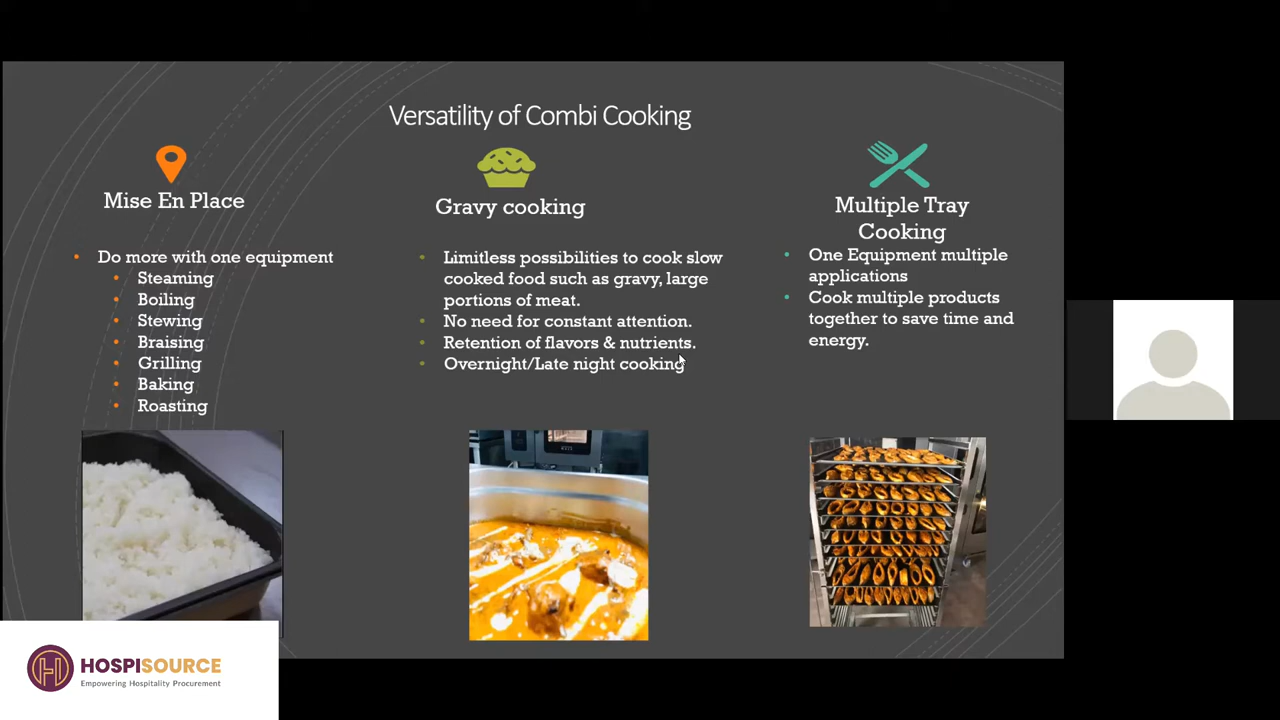 Versatility of Combi Cooking
Mise En Place
Do more with one equipment
Steaming
Boiling
Stewing
Braising
Grilling
Baking
Roasting
Gravy cooking
Limitless possibilities to cook slow
cooked food such as gravy, large
portions of meat.
No need for constant attention.
Retention of flavors & nutrients.
Overnight/Late night cooking
Multiple Tray
Cooking
One Equipment multiple
applications
Cook multiple products
together to save time and
energy.
HOSPISOURCE
Empowering Hospitality Procurement